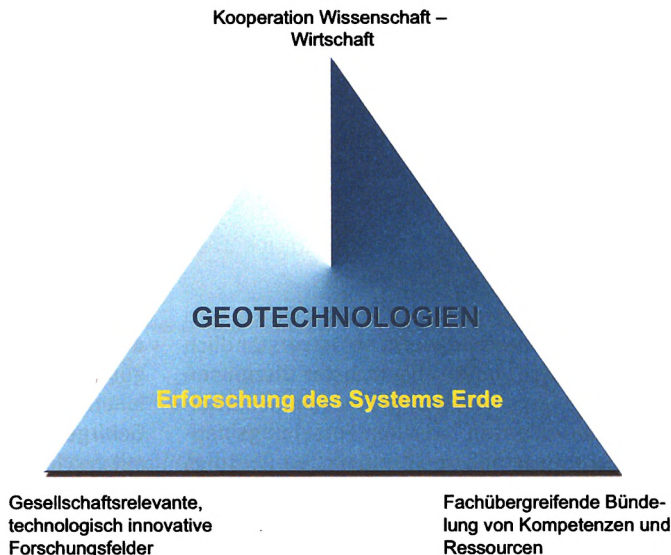 Kooperation Wissenschaft –
Wirtschaft
GEOTECHNOLOGIEN
Erforschung des Systems Erde
Gesellschaftsrelevante,
technologisch innovative
Forschungsfelder
Fachübergreifende Bünde-
lung von Kompetenzen und
Ressourcen